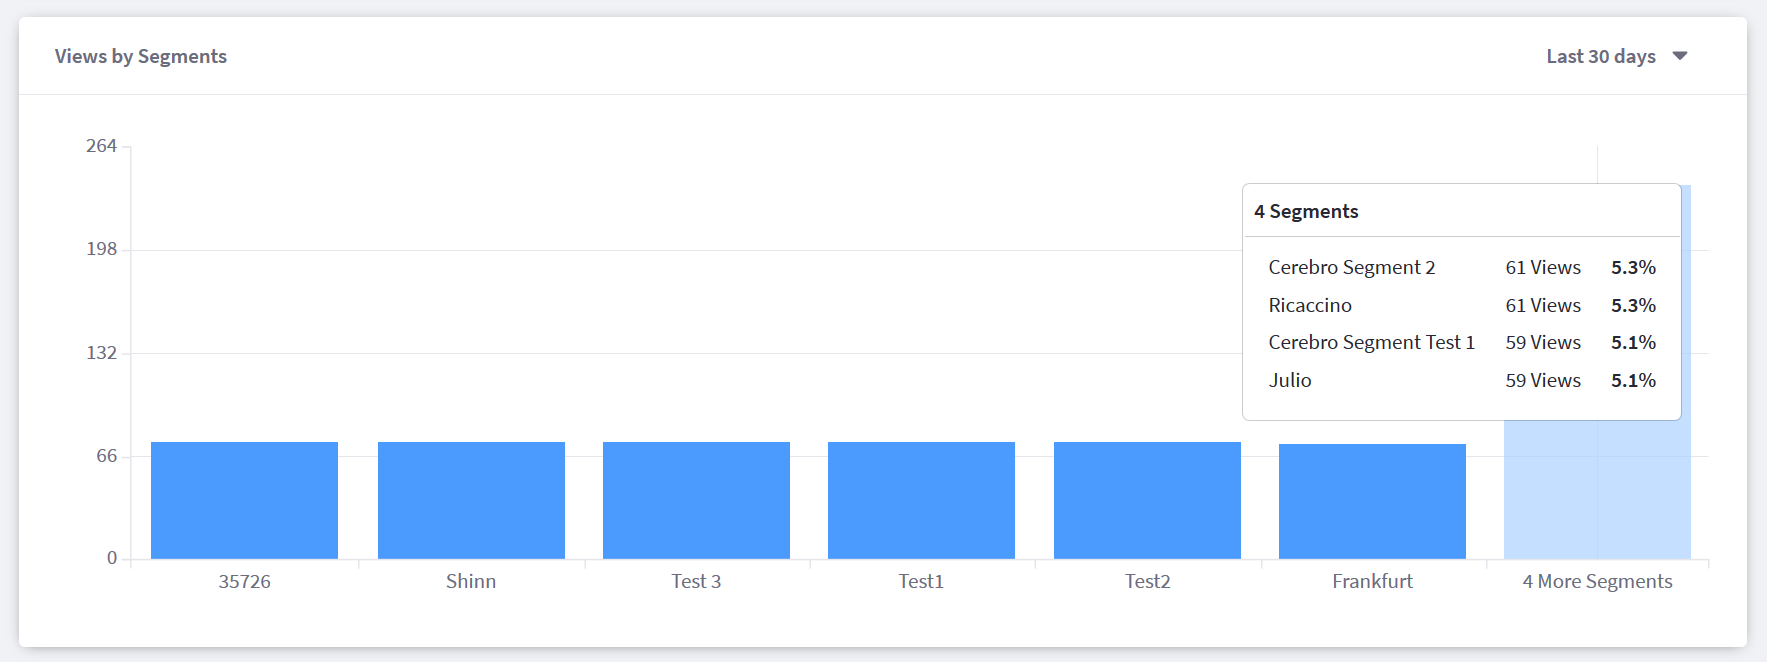 Views by Segments
Last 30 days
264
198
132
66
0
4 Segments
Cerebro Segment 2 61 Views 5.3%
Ricaccino 61 Views 5.3%
Cerebro Segment Test 1 59 Views 5.1%
Julio 59 Views 5.1%
35726 Shinn Test 3 Test1 Test2 Frankfurt 4 More Segments